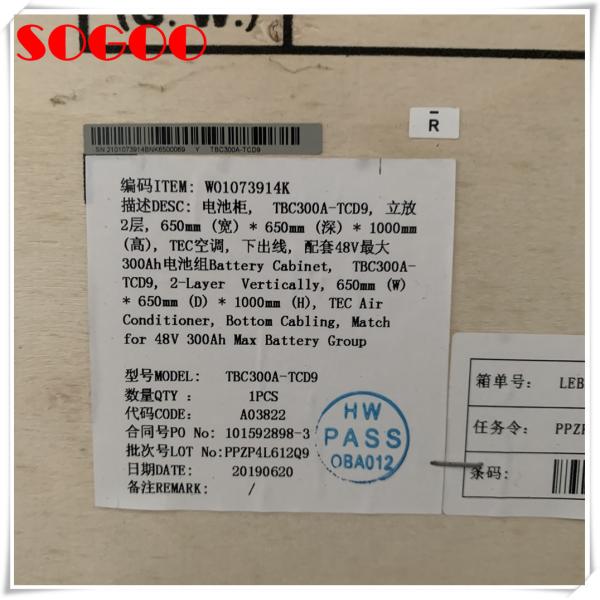 SOGOO
(G. W.)
R
SN 2101073914BNK6500069 Y TBC300A-TCD9
编码ITEM: W01073914K
描述DESC: 电池柜, TBC300A-TCD9, 立放
2层, 650mm (宽) * 650mm (深) * 1000mm
(高), TEC空调, 下出线, 配套48V最大
300Ah电池组Battery Cabinet, TBC300A-
TCD9, 2-Layer Vertically, 650mm (W)
* 650mm (D) * 1000mm (H), TEC Air
Conditioner, Bottom Cabling, Match
for 48V 300Ah Max Battery Group
型号MODEL: TBC300A-TCD9
数量QTY : 1PCS
代码CODE: A03822
合同号PO No: 101592898-3
批次号LOT No:PPZP4L612Q9
日期DATE: 20190620
备注REMARK: /
HW
PASS
OBA012
箱单号: LEB
任务令: PPZP
条码: